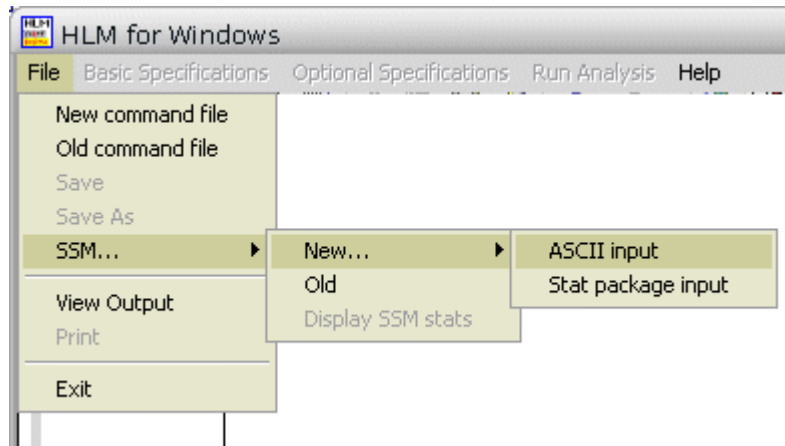 HLM
HLM for Windows
File Basic Specifications Optional Specifications Run Analysis Help
New command file
Old command file
Save
Save As
SSM... New... ASCII input
Old Stat package input
View Output
Display SSM stats
Print
Exit